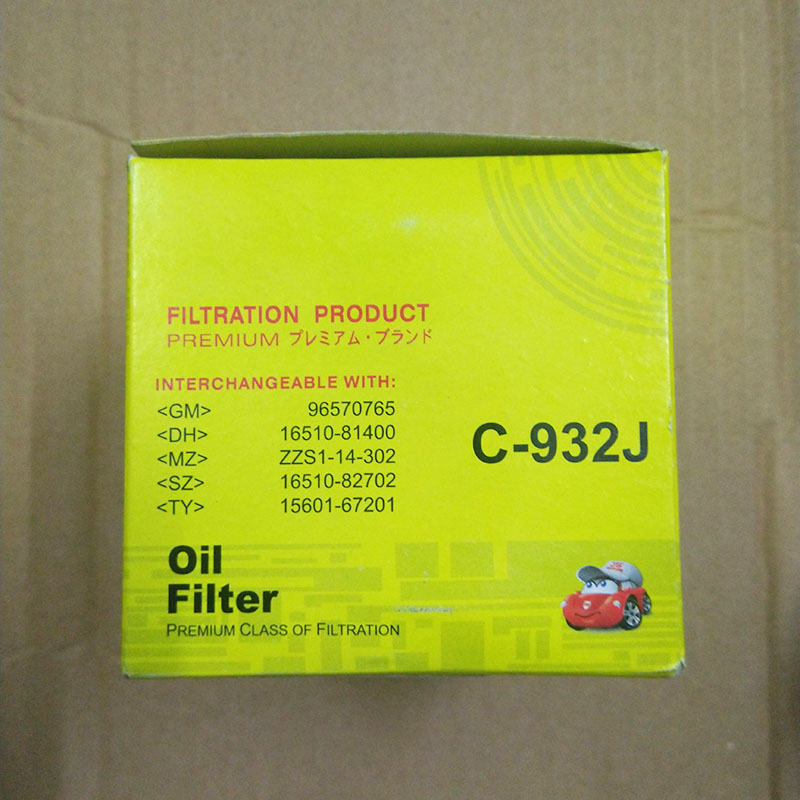 FILTRATION PRODUCT
PREMIUM プレミアム・ブランド
INTERCHANGEABLE WITH:
<GM> 96570765
<DH> 16510-81400
<MZ> ZZS1-14-302
<SZ> 16510-82702
<TY> 15601-67201
C-932J
Oil
Filter
PREMIUM CLASS OF FILTRATION